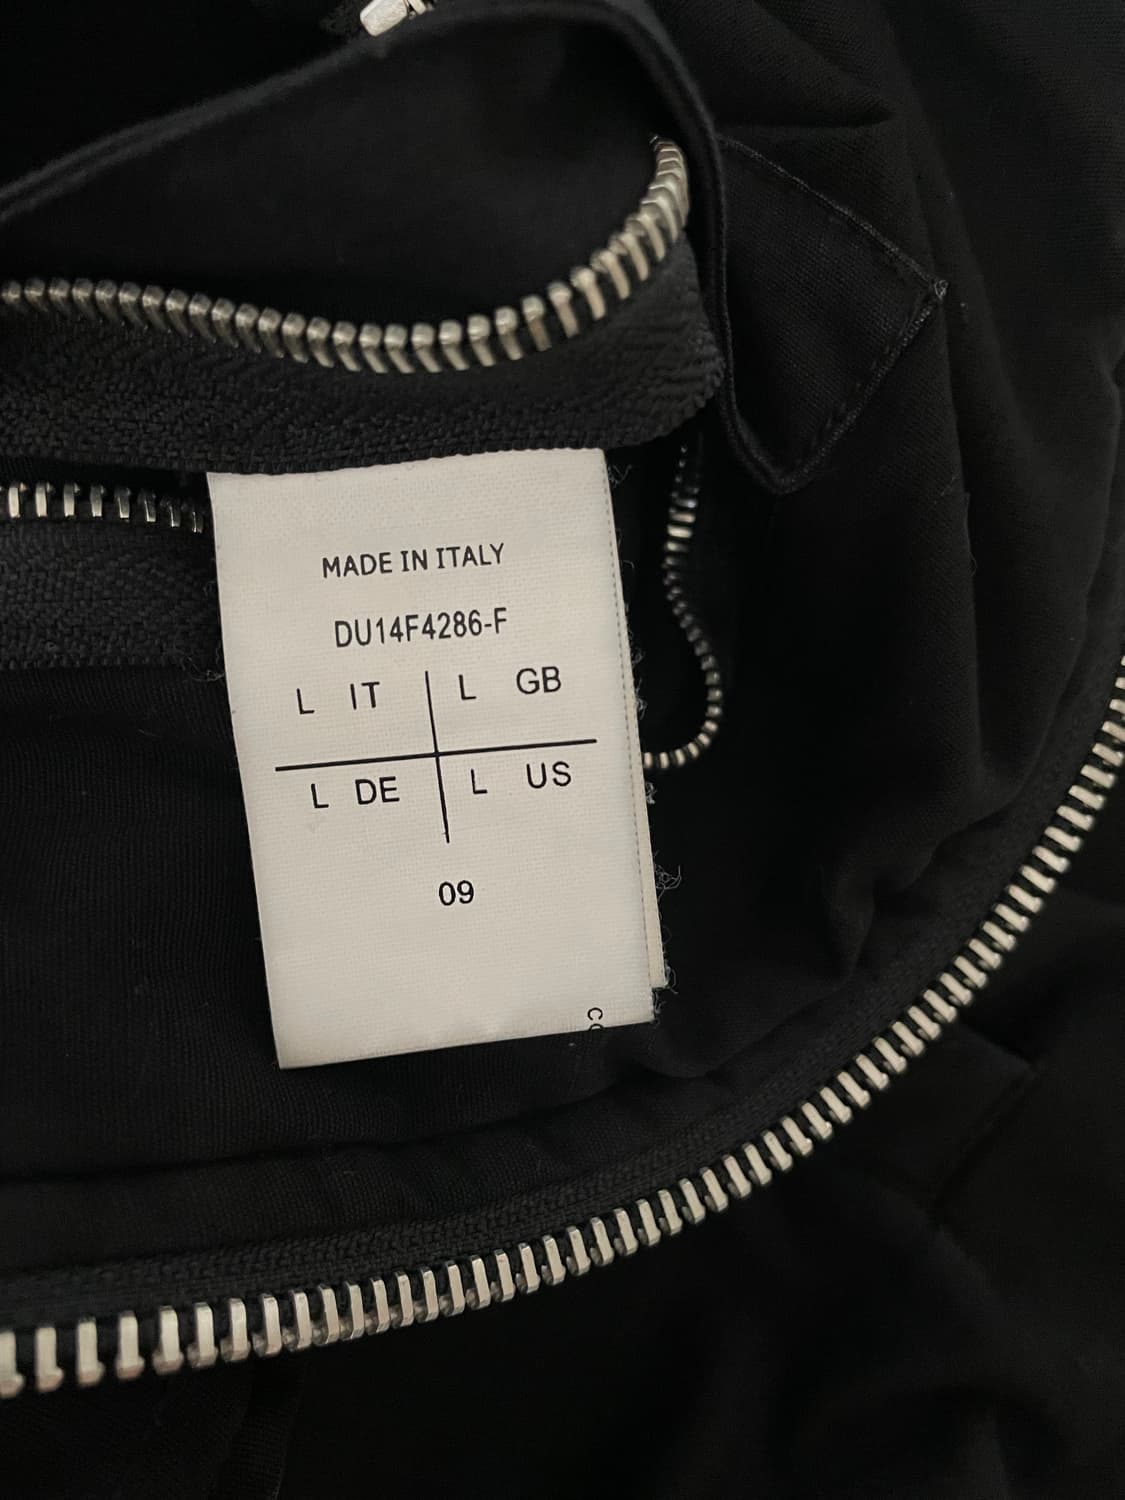 MADE IN ITALY
DU14F4286-F
L IT L GB
L DE L US
09